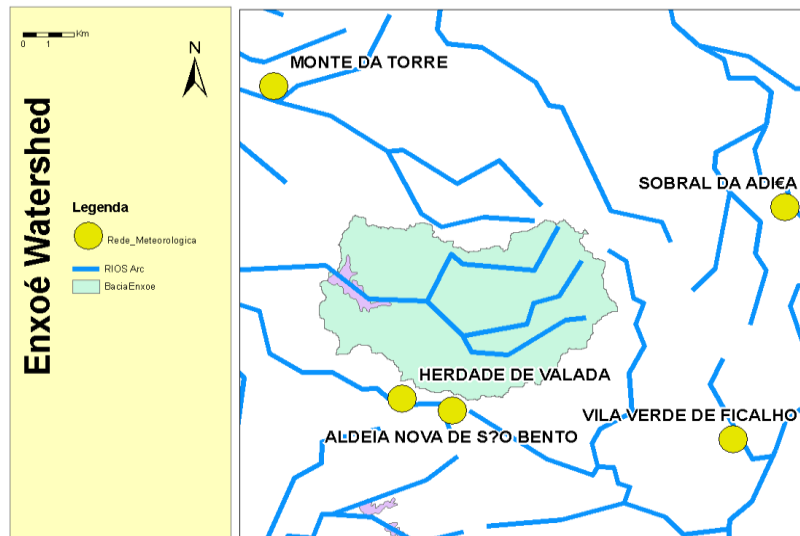 Km
0 1
N
Enxoé Watershed
Legenda
Rede_Meteorologica
RIOS Arc
BaciaEnxoe
MONTE DA TORRE
SOBRAL DA ADI€A
HERDADE DE VALADA
VILA VERDE DE FICALHO
ALDEIA NOVA DE S?O BENTO